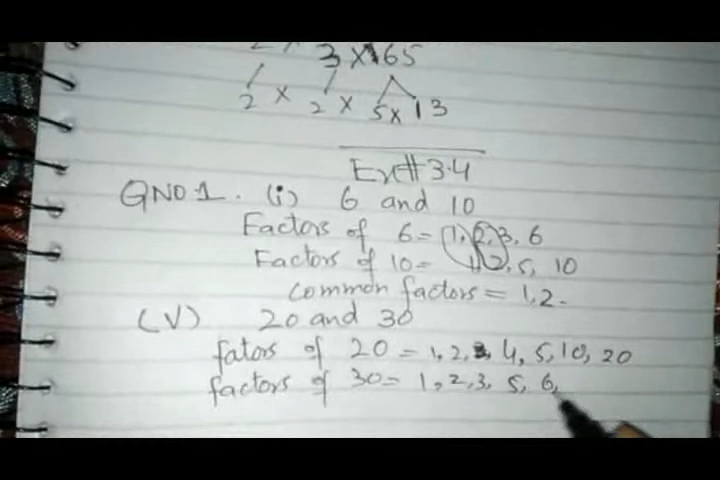 3 X 65
2 X 2 X 5 X 13
Ex# 3.4
QNO 1. (i) 6 and 10
Factors of 6 = 1, 2, 3, 6
Factors of 10 = 1, 2, 5, 10
Common factors = 1, 2.
(V) 20 and 30
fators of 20 = 1, 2, 4, 5, 10, 20
factors of 30 = 1, 2, 3, 5, 6,